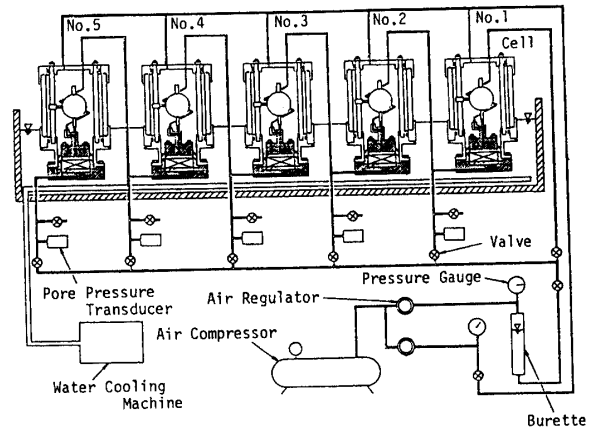 No.5
No.4
No.3
No.2
No.1
Cell
Valve
Pore Pressure
Transducer
Pressure Gauge
Air Regulator
Air Compressor
Water Cooling
Machine
Burette